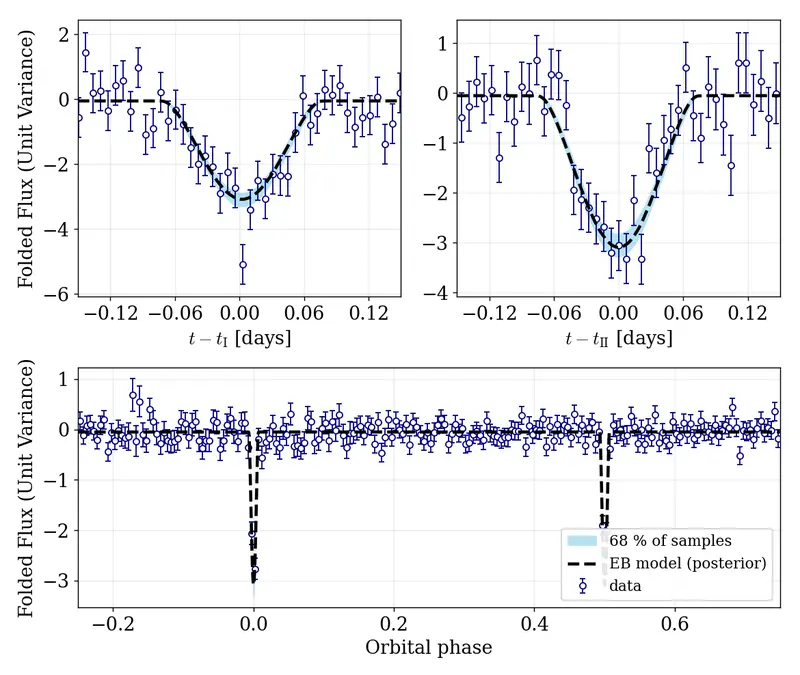 Folded Flux (Unit Variance)
2
0
−2
−4
−6
−0.12 −0.06 0.00 0.06 0.12
t − t_I [days]
1
0
−1
−2
−3
−4
−0.12 −0.06 0.00 0.06 0.12
t − t_II [days]
Folded Flux (Unit Variance)
1
0
−1
−2
−3
68 % of samples
EB model (posterior)
data
−0.2 0.0 0.2 0.4 0.6
Orbital phase